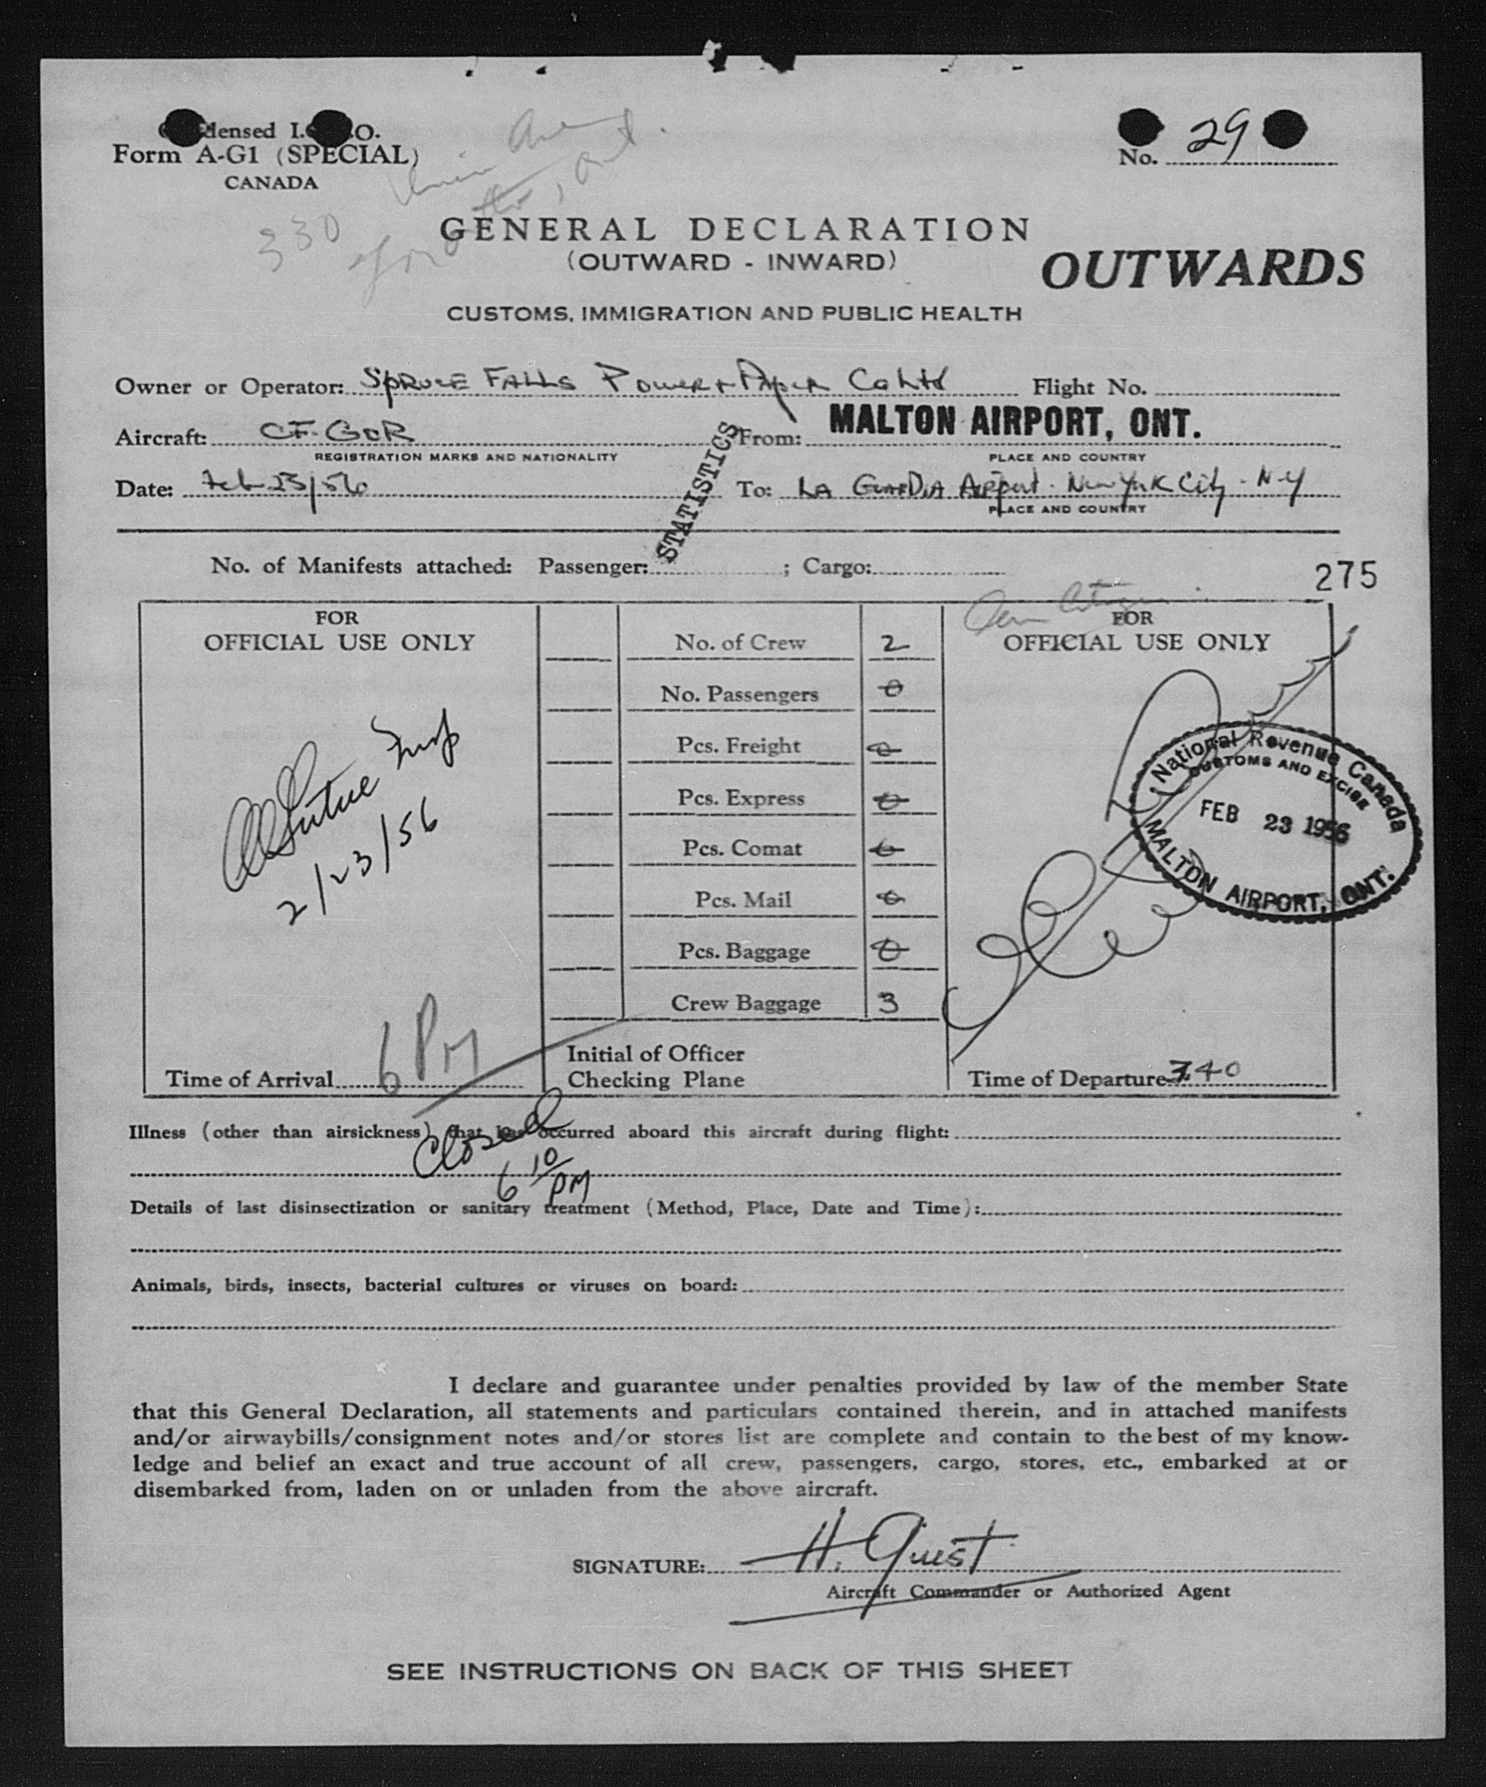 No. 29
densed I. .O.
Form A-G1 (SPECIAL)
CANADA
330
GENERAL DECLARATION
(OUTWARD - INWARD)
OUTWARDS
CUSTOMS, IMMIGRATION AND PUBLIC HEALTH
Owner or Operator: SPRUCE FALLS Power & Paper Co Ltd Flight No.
Aircraft: CF-GOR From: MALTON AIRPORT, ONT.
REGISTRATION MARKS AND NATIONALITY PLACE AND COUNTRY
STATISTICS
Date: Feb 23/56 To: LA GUARDIA Airport - New York City - N-Y
PLACE AND COUNTRY
No. of Manifests attached: Passenger: ; Cargo:
275
FOR
OFFICIAL USE ONLY
2/23/56
Time of Arrival 6 PM
No. of Crew 2
No. Passengers 0
Pcs. Freight 0
Pcs. Express 0
Pcs. Comat 0
Pcs. Mail 0
Pcs. Baggage 0
Crew Baggage 3
Initial of Officer
Checking Plane
FOR
OFFICIAL USE ONLY
National Revenue Canada
CUSTOMS AND EXCISE
FEB 23 1956
MALTON AIRPORT, ONT.
Time of Departure 740
Illness (other than airsickness) that has occurred aboard this aircraft during flight:
Closed
6 10 PM
Details of last disinsectization or sanitary treatment (Method, Place, Date and Time):
Animals, birds, insects, bacterial cultures or viruses on board:
I declare and guarantee under penalties provided by law of the member State
that this General Declaration, all statements and particulars contained therein, and in attached manifests
and/or airwaybills/consignment notes and/or stores list are complete and contain to the best of my know-
ledge and belief an exact and true account of all crew, passengers, cargo, stores, etc., embarked at or
disembarked from, laden on or unladen from the above aircraft.
SIGNATURE: H. Guest
Aircraft Commander or Authorized Agent
SEE INSTRUCTIONS ON BACK OF THIS SHEET